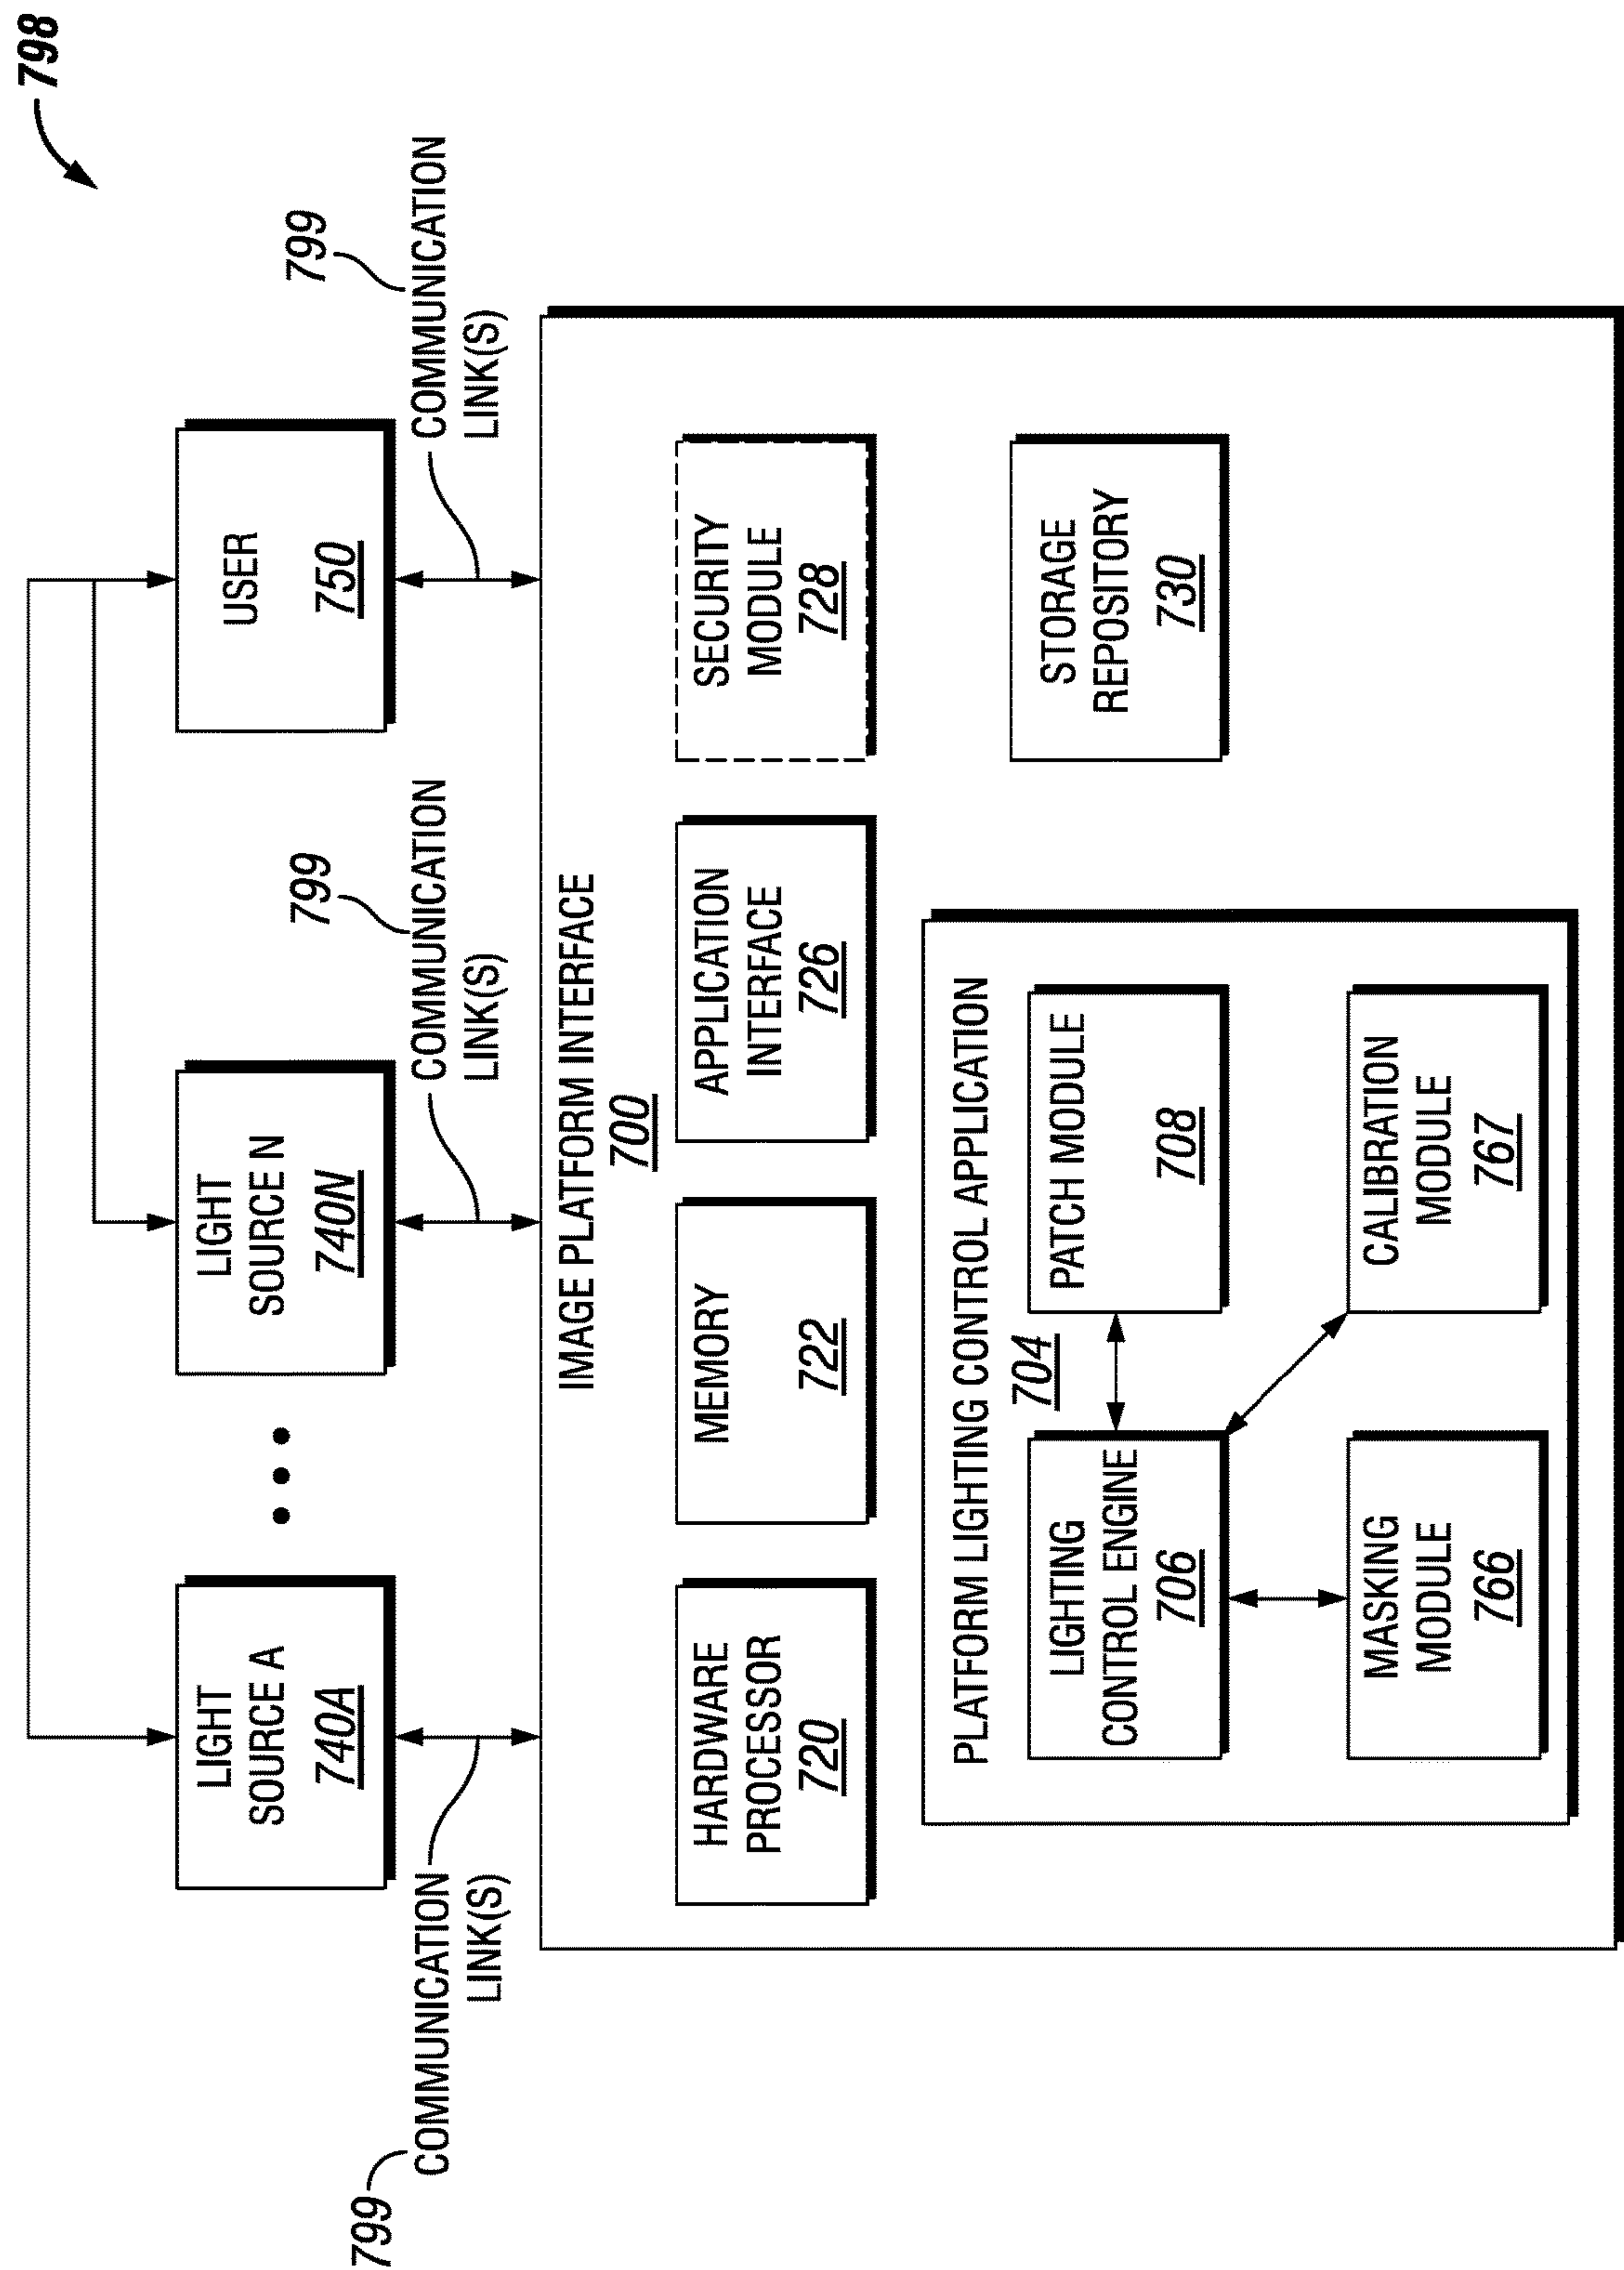 798
LIGHT
SOURCE A
740A
LIGHT
SOURCE N
740N
USER
750
799
COMMUNICATION
LINK(S)
799
COMMUNICATION
LINK(S)
799
COMMUNICATION
LINK(S)
IMAGE PLATFORM INTERFACE
700
HARDWARE
PROCESSOR
720
MEMORY
722
APPLICATION
INTERFACE
726
SECURITY
MODULE
728
PLATFORM LIGHTING CONTROL APPLICATION
704
LIGHTING
CONTROL ENGINE
706
PATCH MODULE
708
MASKING
MODULE
766
CALIBRATION
MODULE
767
STORAGE
REPOSITORY
730